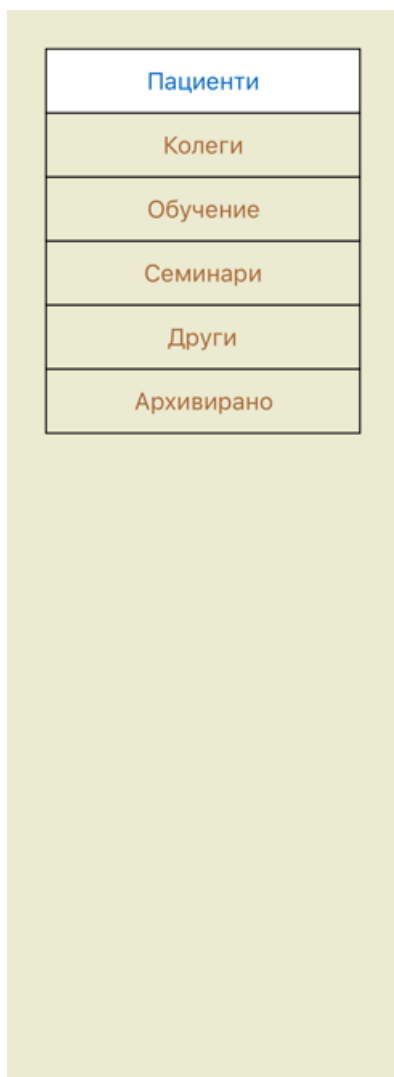 Пациенти
Колеги
Обучение
Семинари
Други
Архивирано